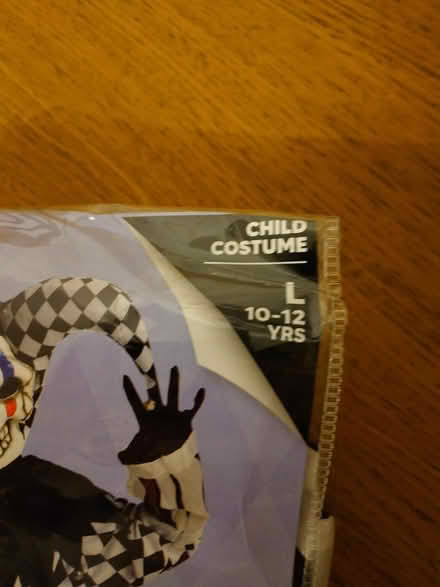 CHILD
COSTUME
L
10-12
YRS